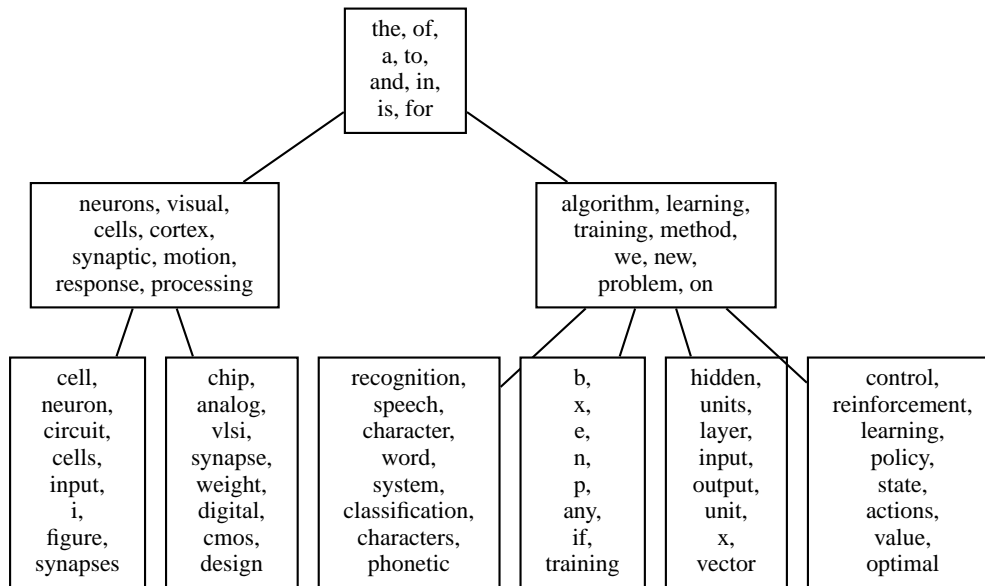 the, of,
a, to,
and, in,
is, for
neurons, visual,
cells, cortex,
synaptic, motion,
response, processing
algorithm, learning,
training, method,
we, new,
problem, on
cell,
neuron,
circuit,
cells,
input,
i,
figure,
synapses
chip,
analog,
vlsi,
synapse,
weight,
digital,
cmos,
design
recognition,
speech,
character,
word,
system,
classification,
characters,
phonetic
b,
x,
e,
n,
p,
any,
if,
training
hidden,
units,
layer,
input,
output,
unit,
x,
vector
control,
reinforcement,
learning,
policy,
state,
actions,
value,
optimal